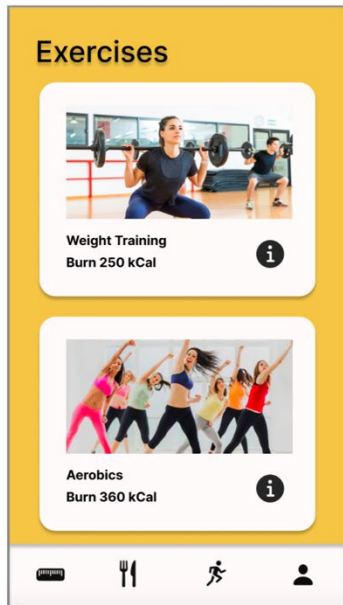 Exercises
Weight Training
Burn 250 kCal
Aerobics
Burn 360 kCal